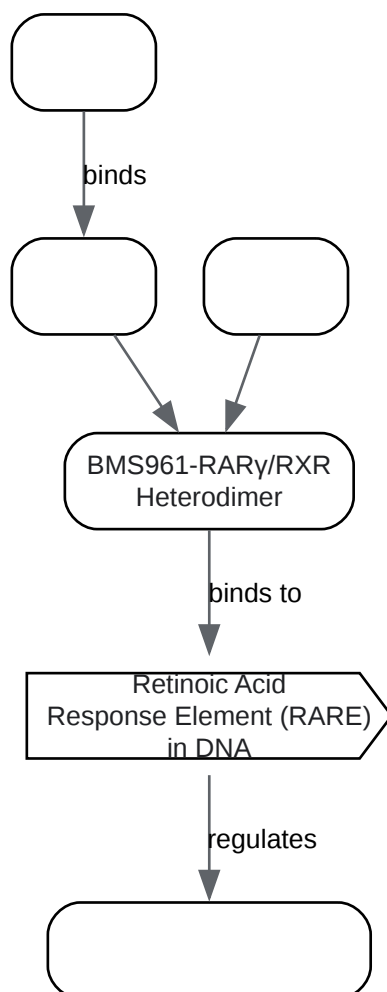 binds
BMS961-RARγ/RXR
Heterodimer
binds to
Retinoic Acid
Response Element (RARE)
in DNA
regulates